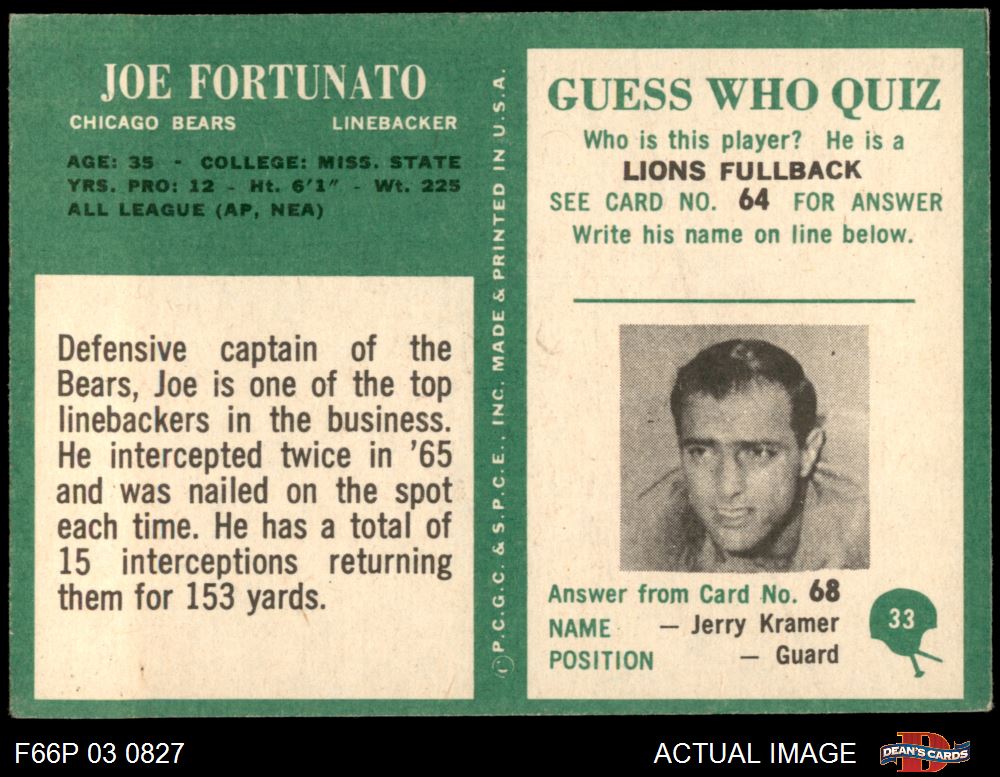 JOE FORTUNATO
CHICAGO BEARS LINEBACKER
AGE: 35 - COLLEGE: MISS. STATE
YRS. PRO: 12 - Ht. 6'1" - Wt. 225
ALL LEAGUE (AP, NEA)
Defensive captain of the
Bears, Joe is one of the top
linebackers in the business.
He intercepted twice in '65
and was nailed on the spot
each time. He has a total of
15 interceptions returning
them for 153 yards.
Ⓒ P.C.G.C. & S.P.C.E., INC. MADE & PRINTED IN U.S.A.
GUESS WHO QUIZ
Who is this player? He is a
LIONS FULLBACK
SEE CARD NO. 64 FOR ANSWER
Write his name on line below.
Answer from Card No. 68
NAME — Jerry Kramer
POSITION — Guard
33
F66P 03 0827
ACTUAL IMAGE
D
DEAN'S CARDS